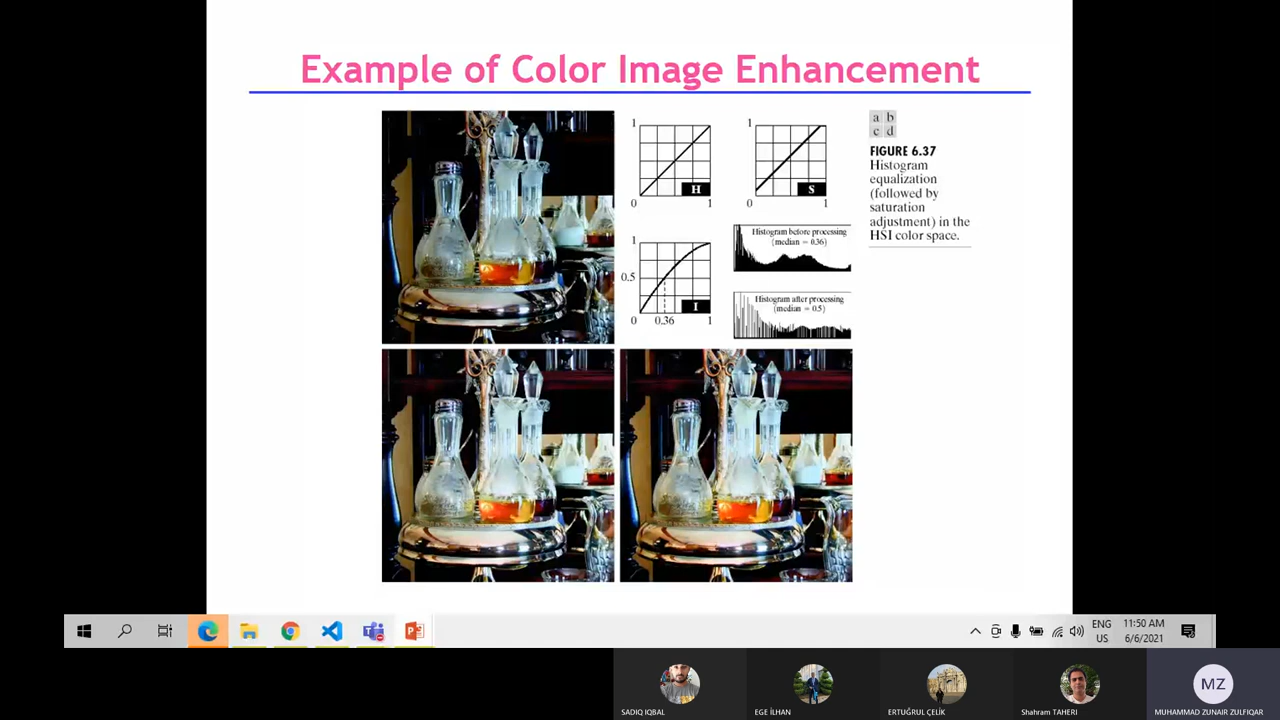 Example of Color Image Enhancement
1
0
H
1
1
0
S
1
a b
c d
FIGURE 6.37
Histogram
equalization
(followed by
saturation
adjustment) in the
HSI color space.
1
0.5
0
0.36
I
1
Histogram before processing
(median = 0.36)
Histogram after processing
(median = 0.5)
ENG
US
11:50 AM
6/6/2021
MZ
SADIQ IQBAL
EGE İLHAN
ERTUĞRUL ÇELİK
Shahram TAHERI
MUHAMMAD ZUNAIR ZULFIQAR